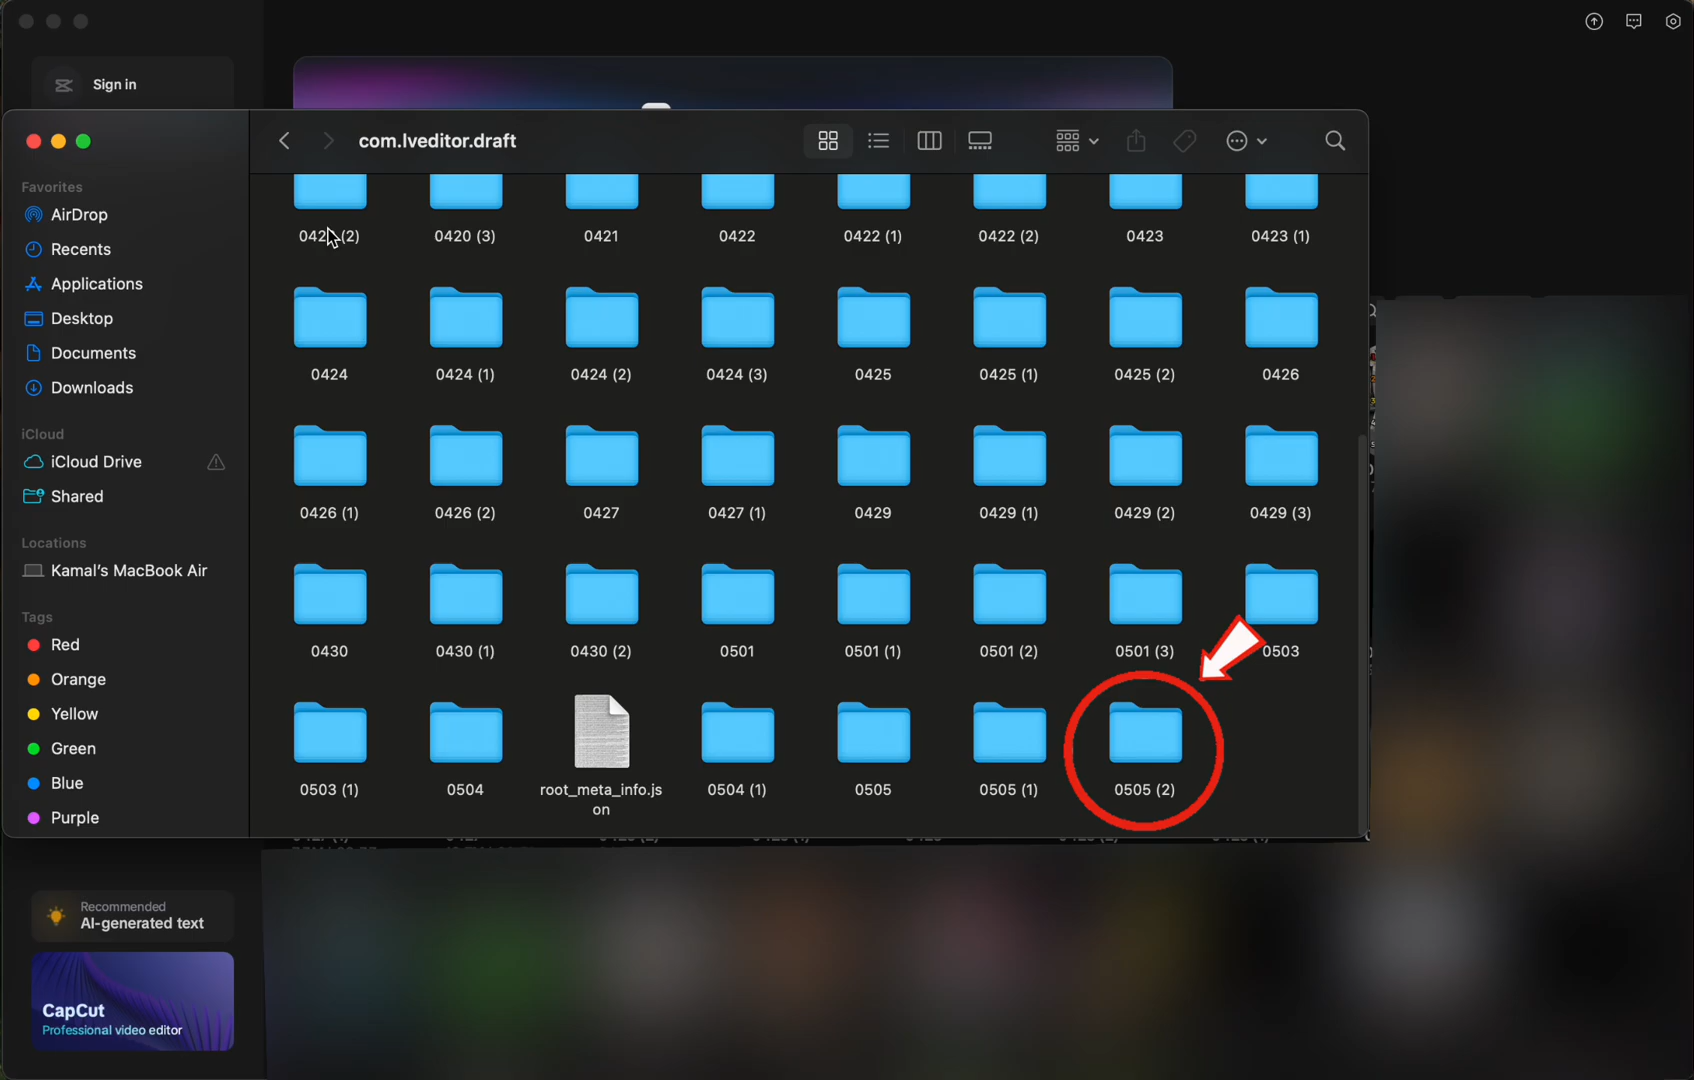 Sign in
com.lveditor.draft
Favorites
AirDrop
Recents
Applications
Desktop
Documents
Downloads
iCloud
iCloud Drive
Shared
Locations
Kamal's MacBook Air
Tags
Red
Orange
Yellow
Green
Blue
Purple
(2) 0420 (3) 0421 0422 0422 (1) 0422 (2) 0423 0423 (1)
0424 0424 (1) 0424 (2) 0424 (3) 0425 0425 (1) 0425 (2) 0426
0426 (1) 0426 (2) 0427 0427 (1) 0429 0429 (1) 0429 (2) 0429 (3)
0430 0430 (1) 0430 (2) 0501 0501 (1) 0501 (2) 0501 (3) 0503
0503 (1) 0504 root_meta_info.js 0504 (1) 0505 0505 (1) 0505 (2)
on
Recommended
AI-generated text
CapCut
Professional video editor